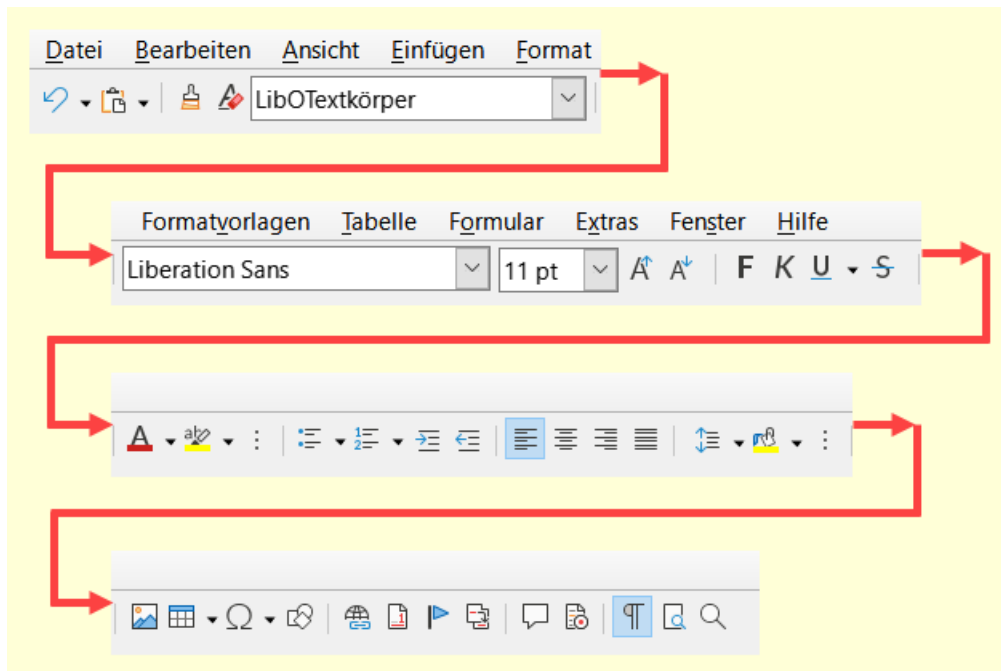 Datei Bearbeiten Ansicht Einfügen Format
LibOTextkörper
Formatvorlagen Tabelle Formular Extras Fenster Hilfe
Liberation Sans 11 pt F K U S